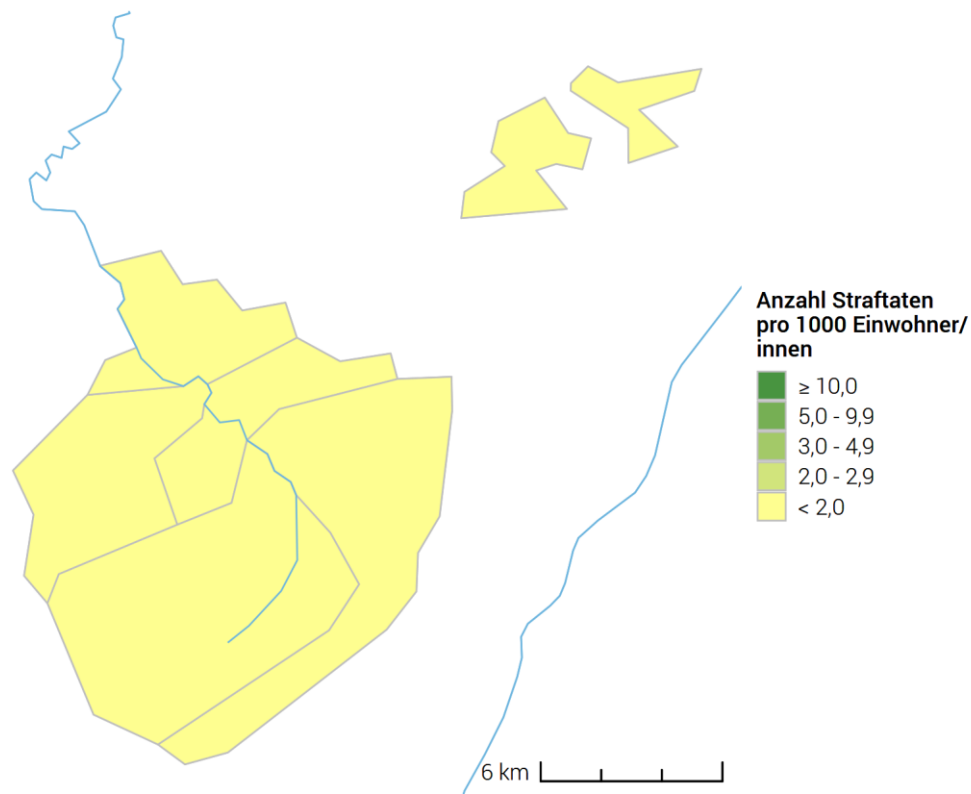 Anzahl Straftaten
pro 1000 Einwohner/
innen
≥ 10,0
5,0 - 9,9
3,0 - 4,9
2,0 - 2,9
< 2,0
6 km